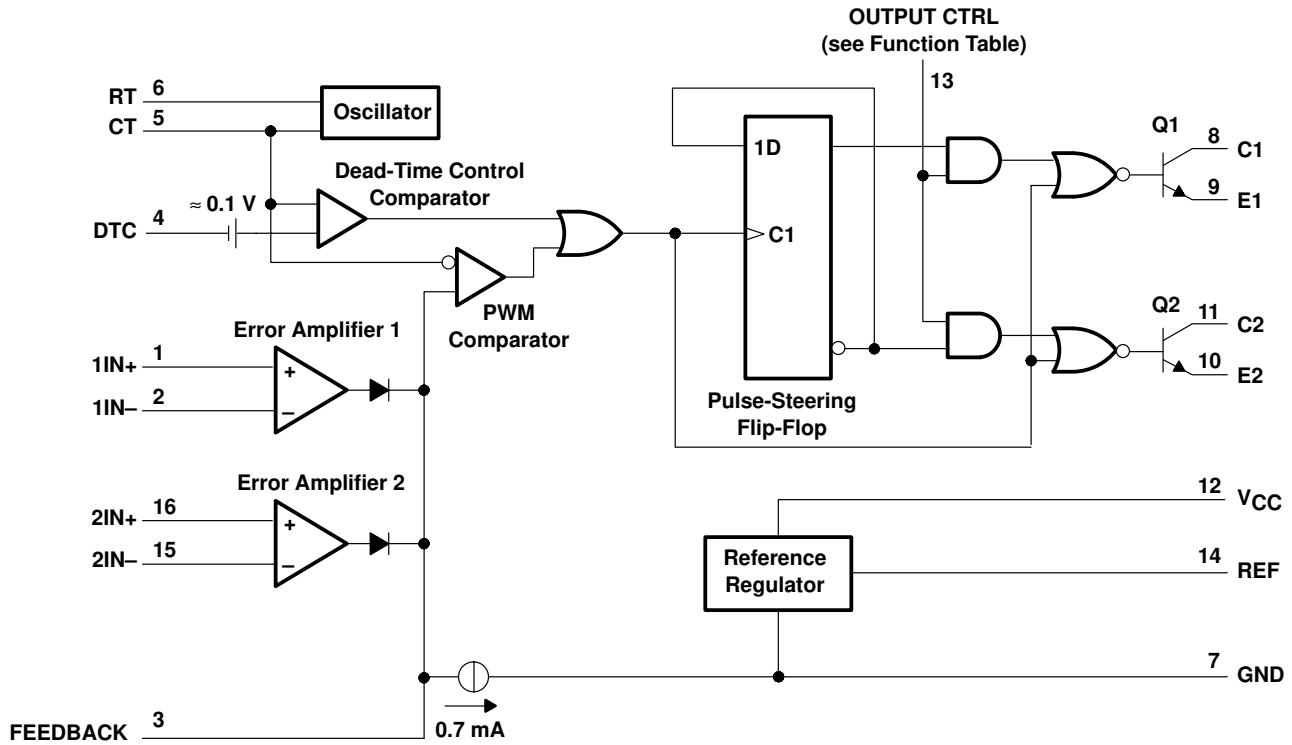 OUTPUT CTRL
(see Function Table)
13
RT 6
CT 5
Oscillator
Dead-Time Control
Comparator
≈ 0.1 V
DTC 4
PWM
Comparator
1D
C1
Pulse-Steering
Flip-Flop
Q1
8 C1
9 E1
Q2
11 C2
10 E2
Error Amplifier 1
1IN+ 1
+
1IN– 2
–
Error Amplifier 2
2IN+ 16
+
2IN– 15
–
12 VCC
Reference
Regulator
14 REF
7 GND
0.7 mA
FEEDBACK 3